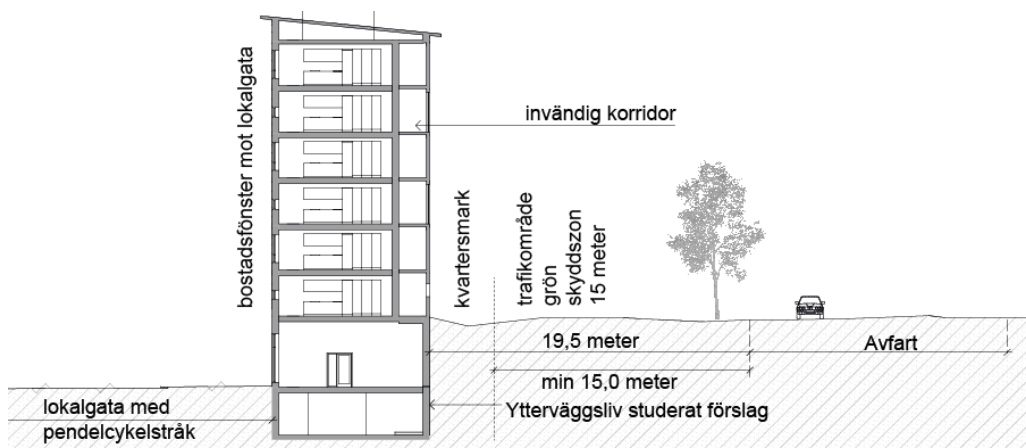 bostadsfönster mot lokalgata
invändig korridor
kvartersmark
trafikområde
grön
skyddszon
15 meter
19,5 meter
Avfart
min 15,0 meter
Ytterväggsliv studerat förslag
lokalgata med
pendelcykelstråk